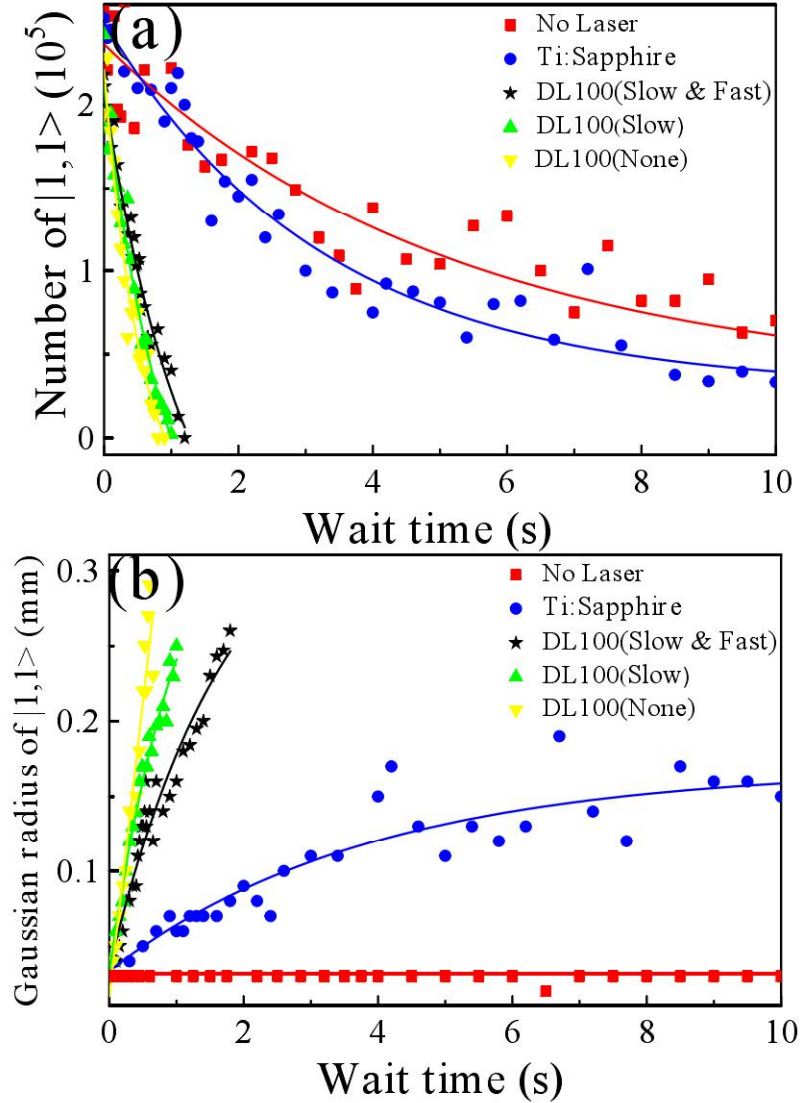 (a)
No Laser
Ti:Sapphire
DL100(Slow & Fast)
DL100(Slow)
DL100(None)
Number of |1,1> (10⁵)
2
1
0
0 2 4 6 8 10
Wait time (s)
(b)
No Laser
Ti:Sapphire
DL100(Slow & Fast)
DL100(Slow)
DL100(None)
Gaussian radius of |1,1> (mm)
0.3
0.2
0.1
0 2 4 6 8 10
Wait time (s)